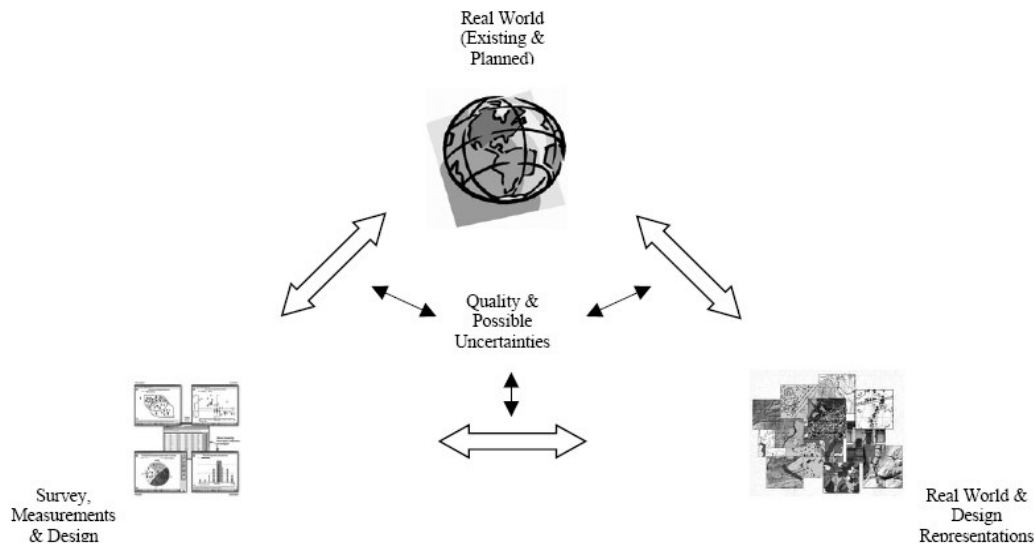 Real World
(Existing &
Planned)
Quality &
Possible
Uncertainties
Survey,
Measurements
& Design
Real World &
Design
Representations